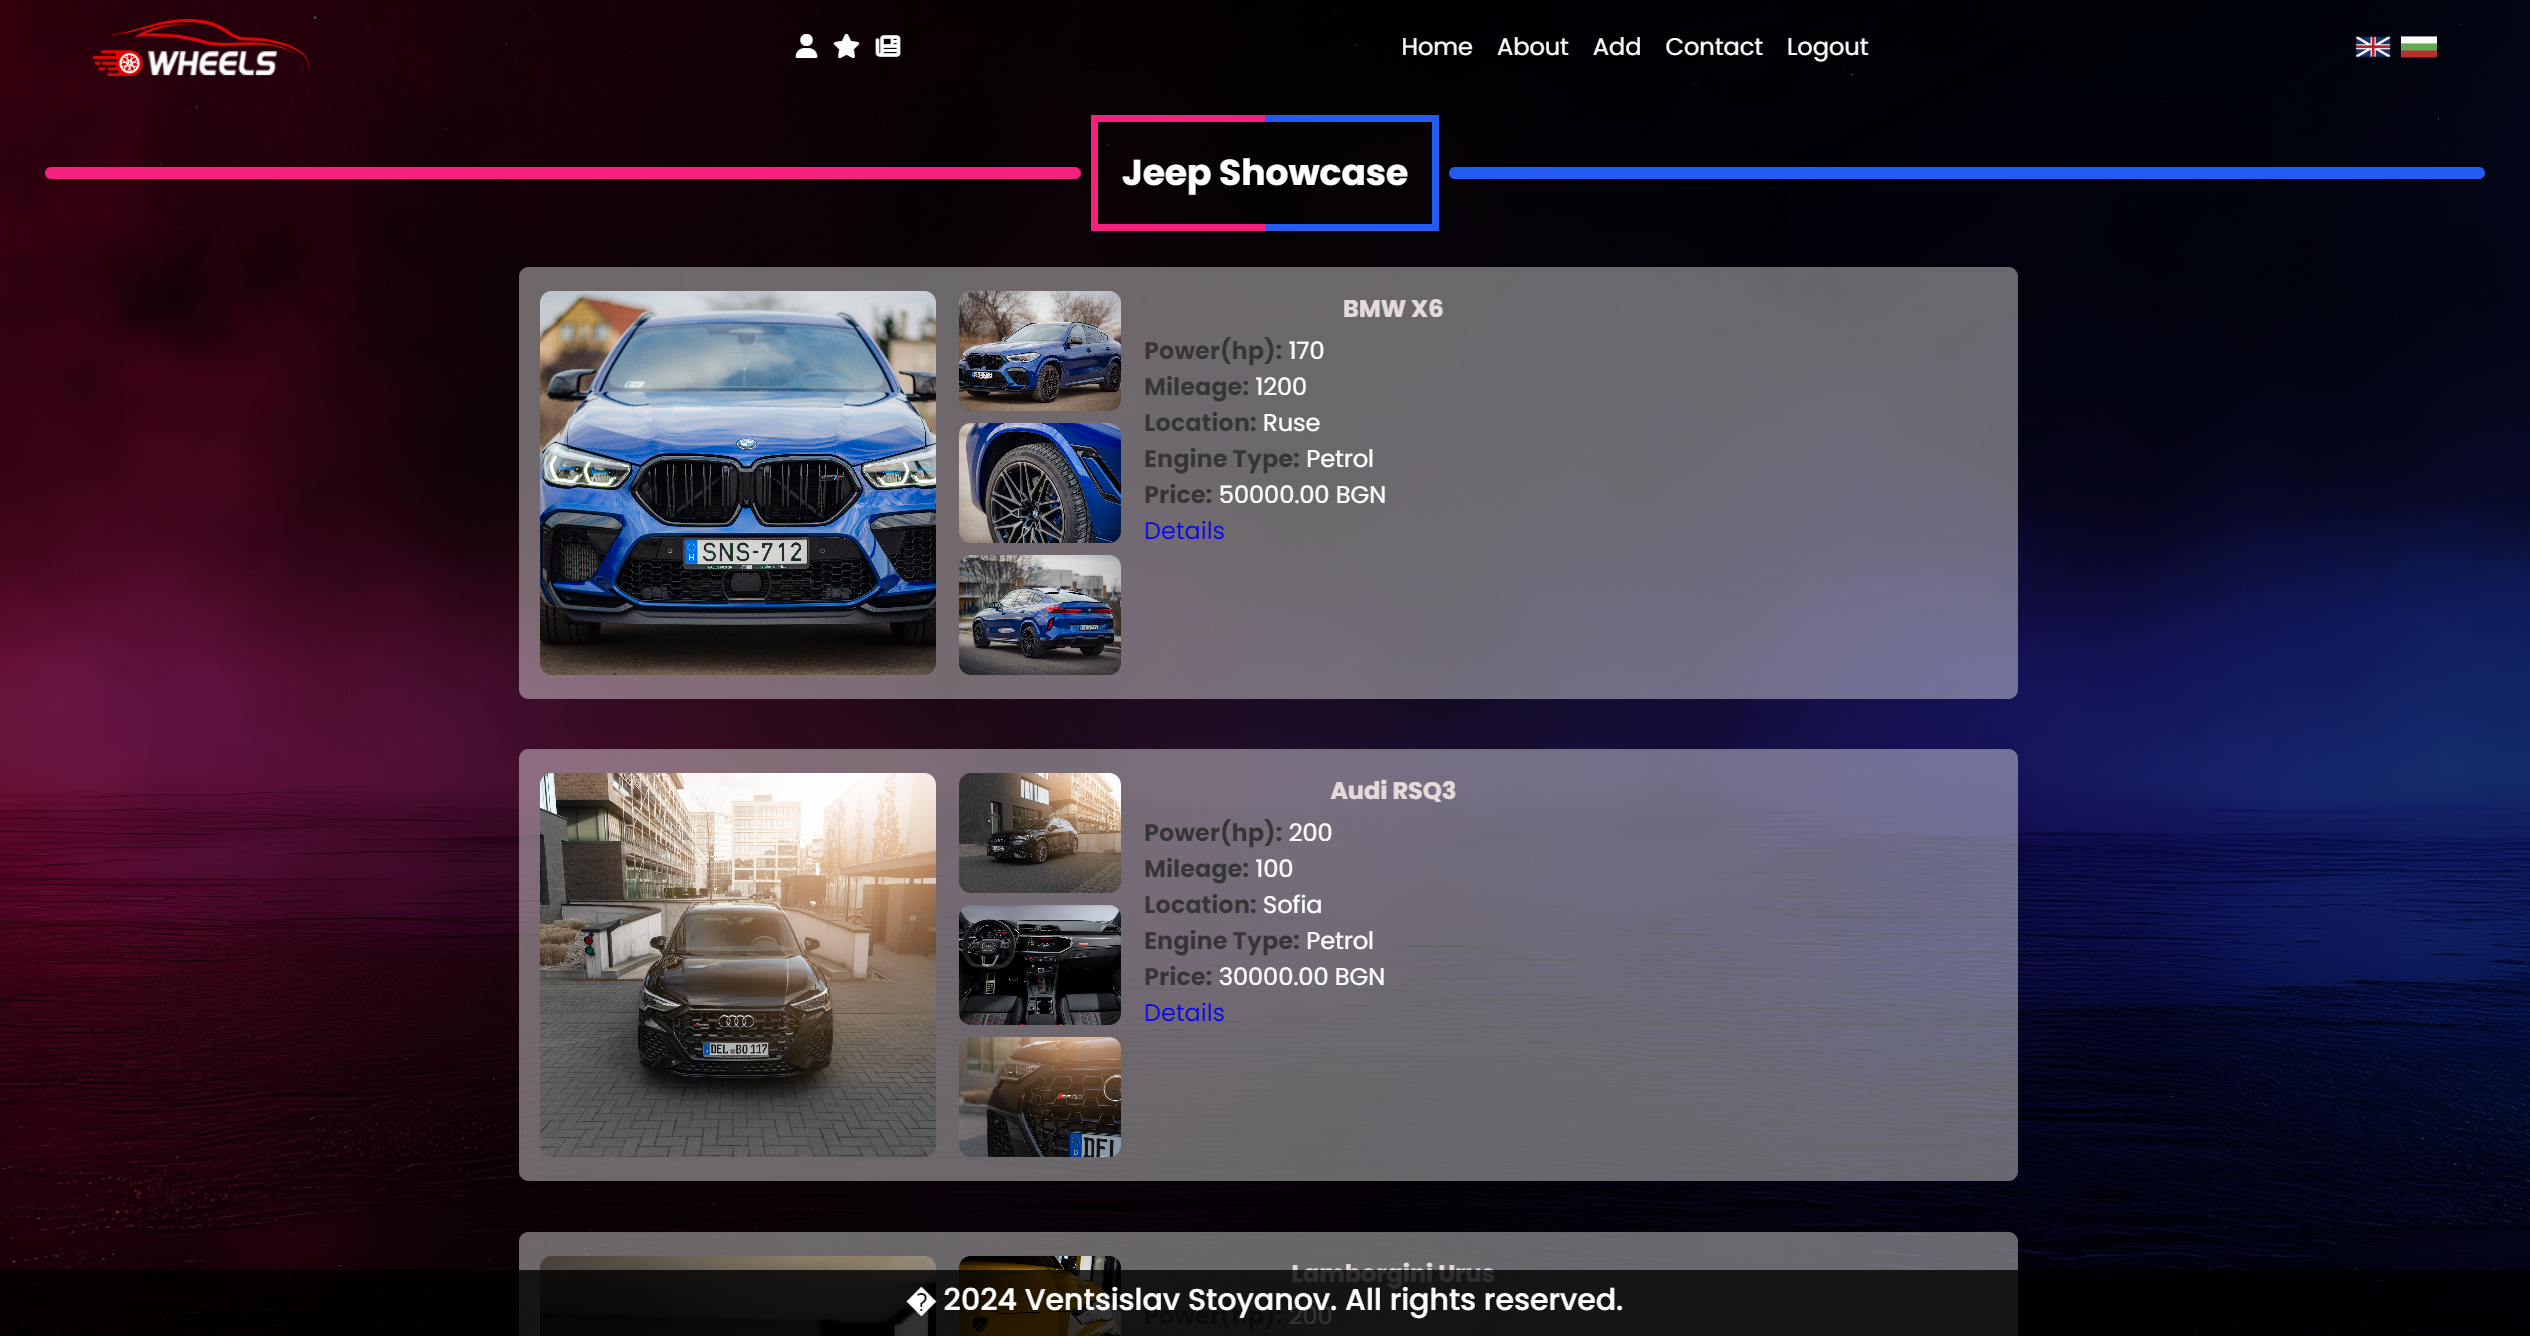 WHEELS
Home About Add Contact Logout
Jeep Showcase
BMW X6
Power(hp): 170
Mileage: 1200
Location: Ruse
Engine Type: Petrol
Price: 50000.00 BGN
Details
SNS-712
H
Audi RSQ3
Power(hp): 200
Mileage: 100
Location: Sofia
Engine Type: Petrol
Price: 30000.00 BGN
Details
DEL BO 117
DEL
Lamborgini Urus
Power(hp): 200
� 2024 Ventsislav Stoyanov. All rights reserved.